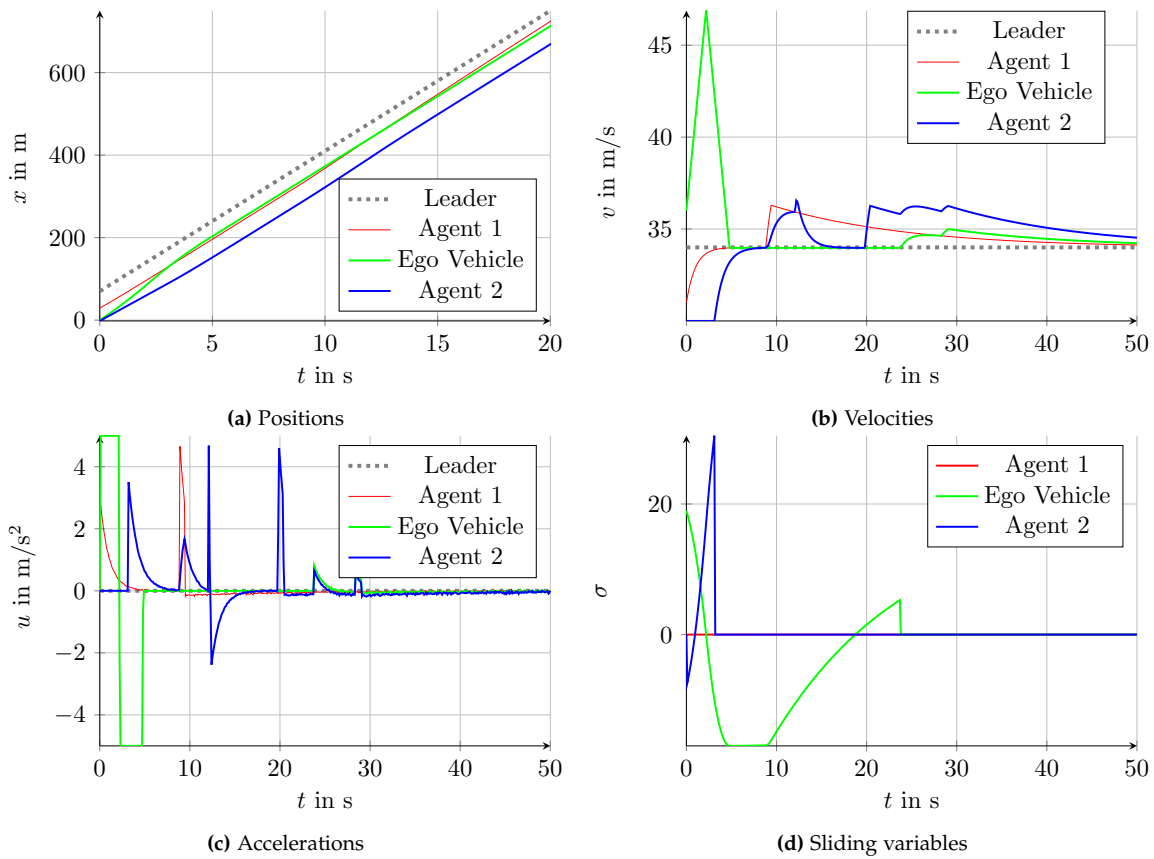 600
400
200
0
x in m
Leader
Agent 1
Ego Vehicle
Agent 2
0
5
10
15
20
t in s
(a) Positions
45
40
35
v in m/s
Leader
Agent 1
Ego Vehicle
Agent 2
0
10
20
30
40
50
t in s
(b) Velocities
4
2
0
−2
−4
u in m/s²
Leader
Agent 1
Ego Vehicle
Agent 2
0
10
20
30
40
50
t in s
(c) Accelerations
20
0
σ
Agent 1
Ego Vehicle
Agent 2
0
10
20
30
40
50
t in s
(d) Sliding variables